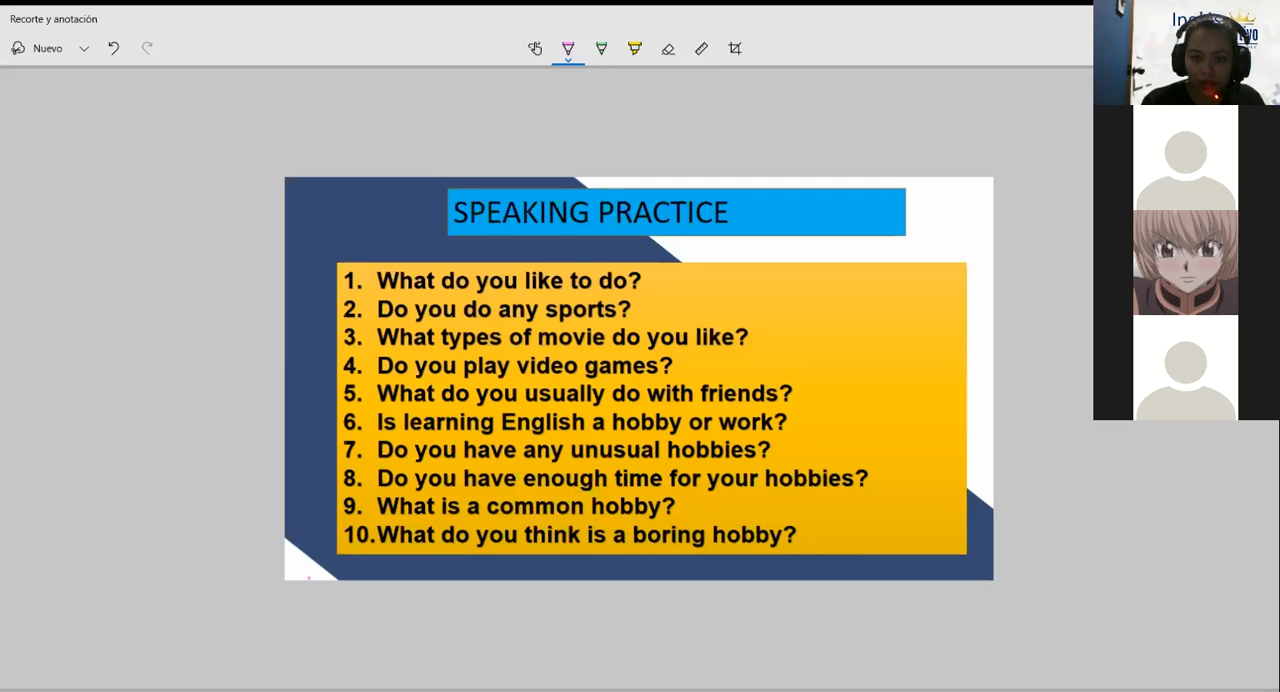 Recorte y anotación
Nuevo
SPEAKING PRACTICE
1. What do you like to do?
2. Do you do any sports?
3. What types of movie do you like?
4. Do you play video games?
5. What do you usually do with friends?
6. Is learning English a hobby or work?
7. Do you have any unusual hobbies?
8. Do you have enough time for your hobbies?
9. What is a common hobby?
10.What do you think is a boring hobby?